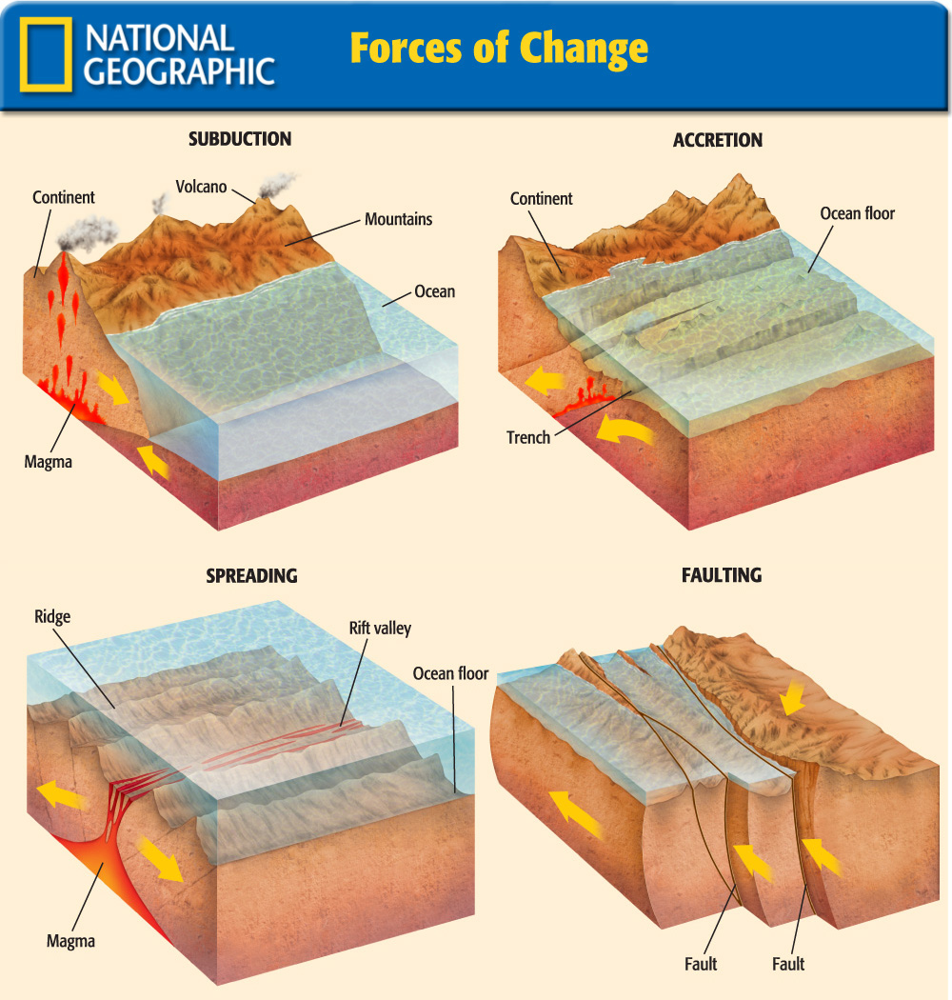 NATIONAL
GEOGRAPHIC
Forces of Change
SUBDUCTION
Continent
Volcano
Mountains
Ocean
Magma
ACCRETION
Continent
Ocean floor
Trench
SPREADING
Ridge
Rift valley
Ocean floor
Magma
FAULTING
Fault
Fault